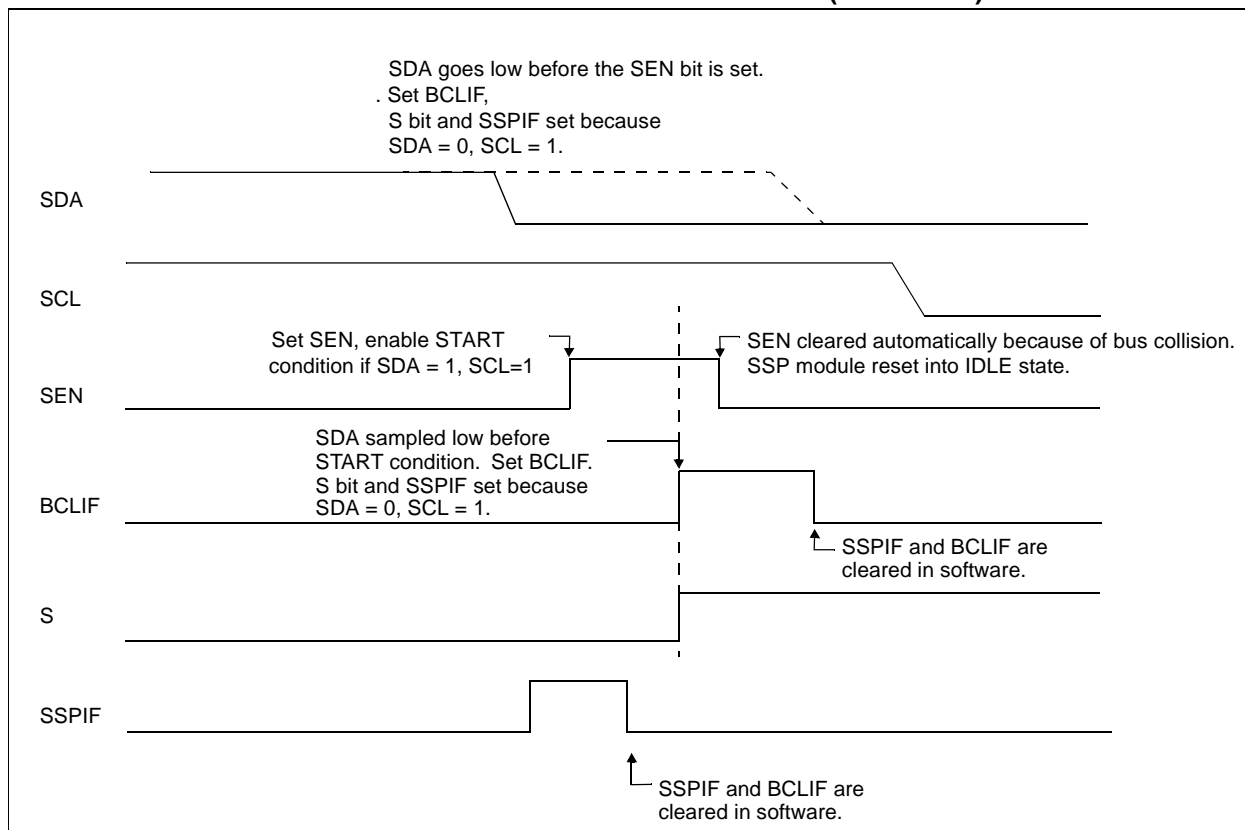 SDA goes low before the SEN bit is set.
. Set BCLIF,
S bit and SSPIF set because
SDA = 0, SCL = 1.
SDA
SCL
Set SEN, enable START
condition if SDA = 1, SCL=1
SEN cleared automatically because of bus collision.
SSP module reset into IDLE state.
SEN
SDA sampled low before
START condition. Set BCLIF.
S bit and SSPIF set because
SDA = 0, SCL = 1.
BCLIF
SSPIF and BCLIF are
cleared in software.
S
SSPIF
SSPIF and BCLIF are
cleared in software.